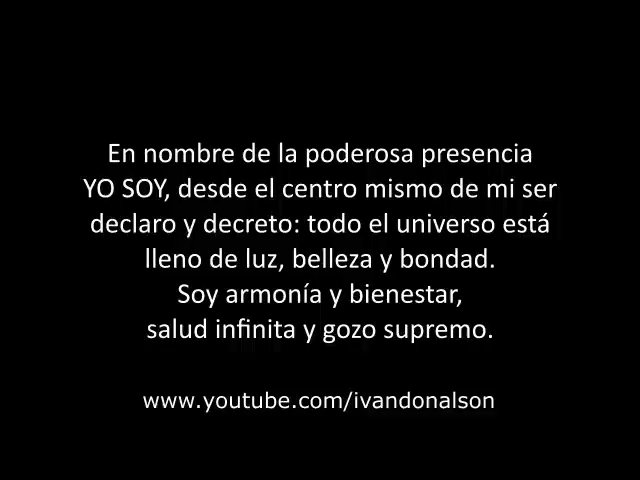 En nombre de la poderosa presencia
YO SOY, desde el centro mismo de mi ser
declaro y decreto: todo el universo está
lleno de luz, belleza y bondad.
Soy armonía y bienestar,
salud infinita y gozo supremo.
www.youtube.com/ivandonalson